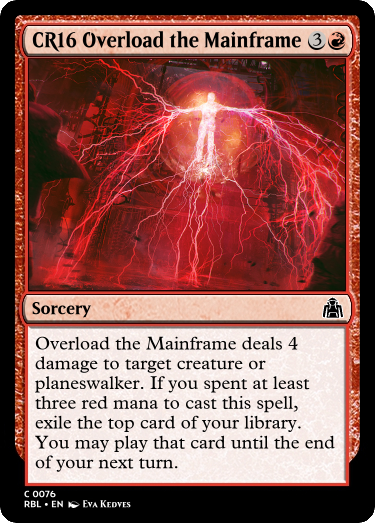 CR16 Overload the Mainframe 3
Sorcery
Overload the Mainframe deals 4
damage to target creature or
planeswalker. If you spent at least
three red mana to cast this spell,
exile the top card of your library.
You may play that card until the end
of your next turn.
C 0076
RBL • EN Eva Kedves